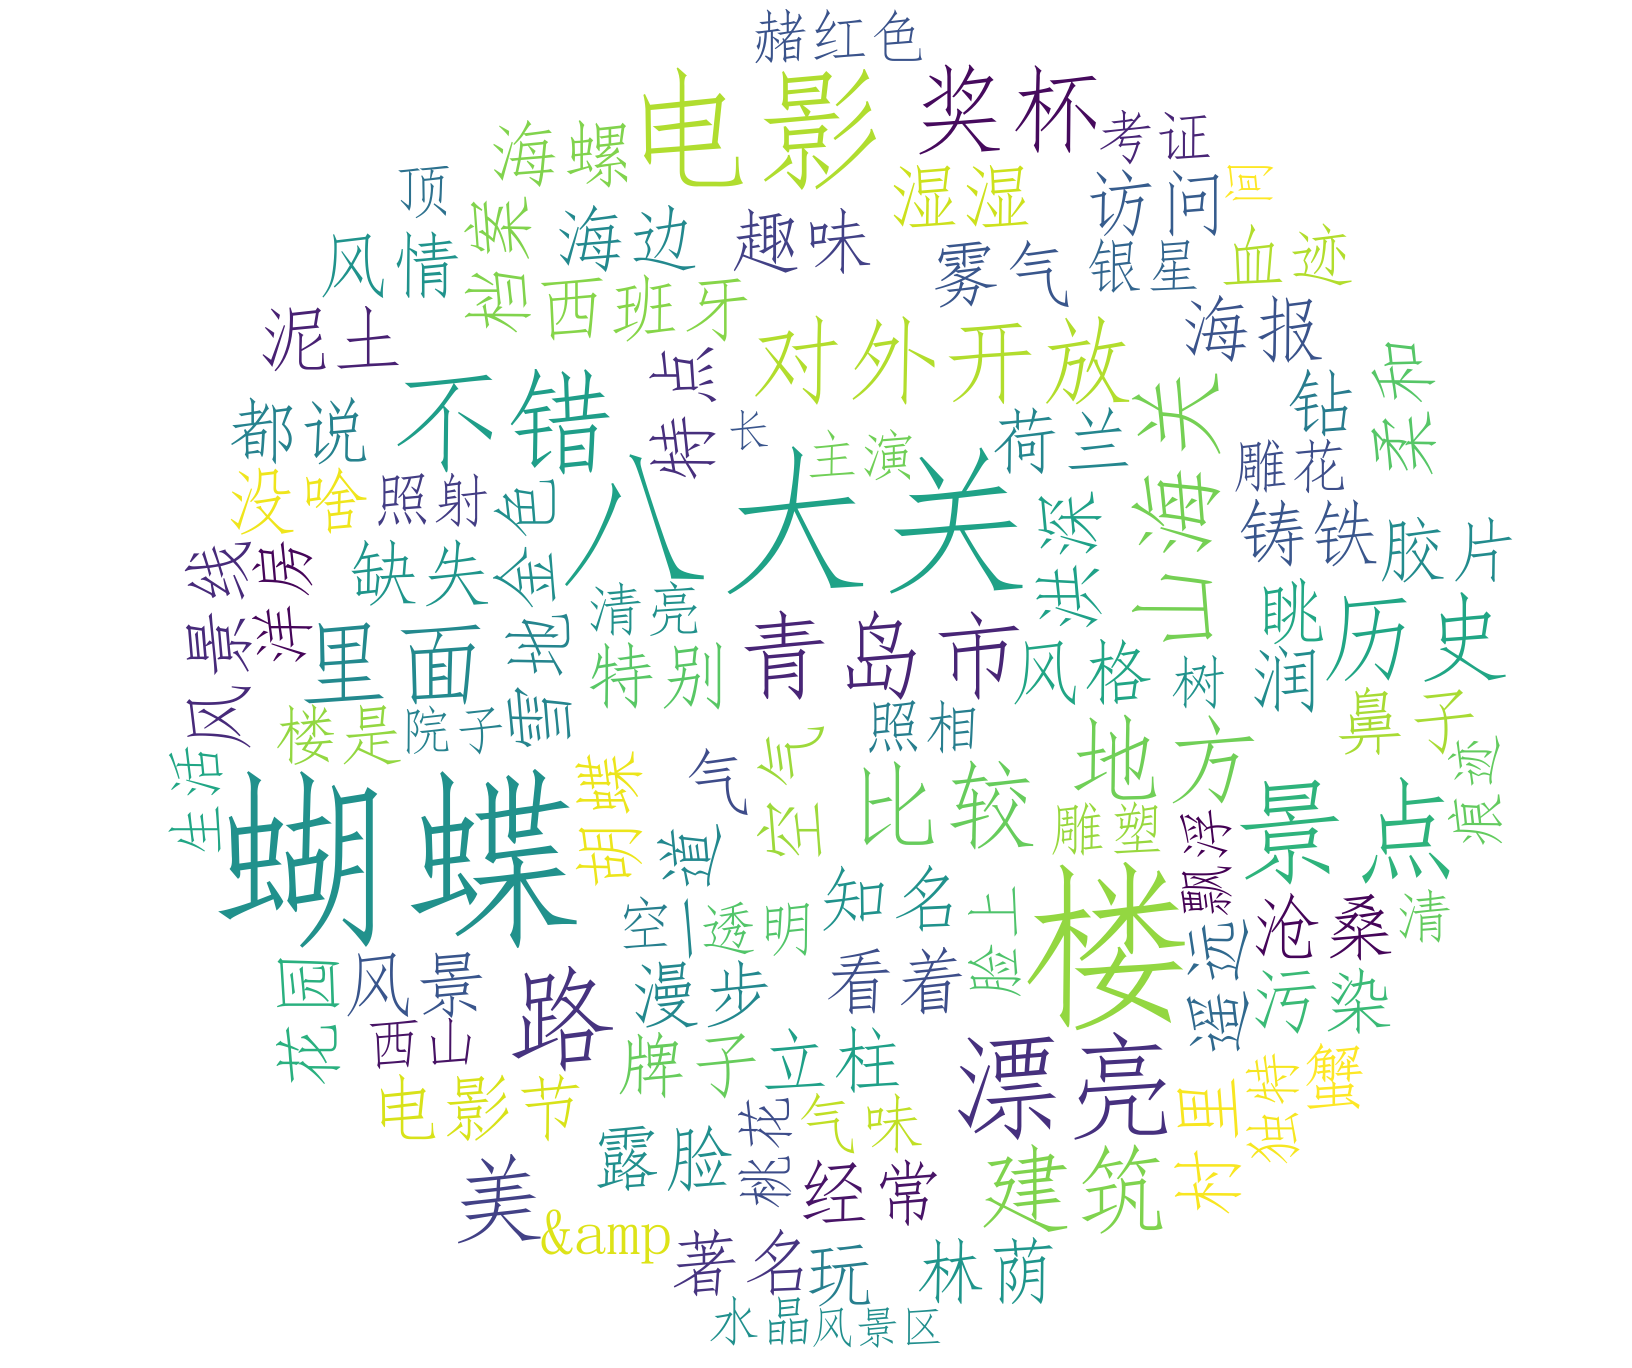 赭红色
电影
奖杯
考证
海螺
顶
湿湿
访问
间
档案
风情
海边
趣味
雾气
银星
血迹
西班牙
泥土
海报
对外开放
特点
柔和
不错
都说
长
荷兰
山海关
钻
主演
雕花
没啥
照射
金色
八大关
洪深
铸铁
胶片
风景线
洋房
缺失
清亮
眺
历史
里面
雪地
特别
青岛市
风格
树
润
楼是
院子
照相
鼻子
生活
蝴蝶
胡蝶
气
空气
地方
景点
痕迹
道
比较
雕塑
飘浮
知名
楼
空
一
透明
脸上
沧桑
清
花园
风景
路
漫步
看着
遥远
污染
西山
牌子
立柱
漂亮
电影节
桃花
气味
村里
独特
蟹
露脸
美
经常
建筑
&amp
著名
玩
林荫
水晶
风景区